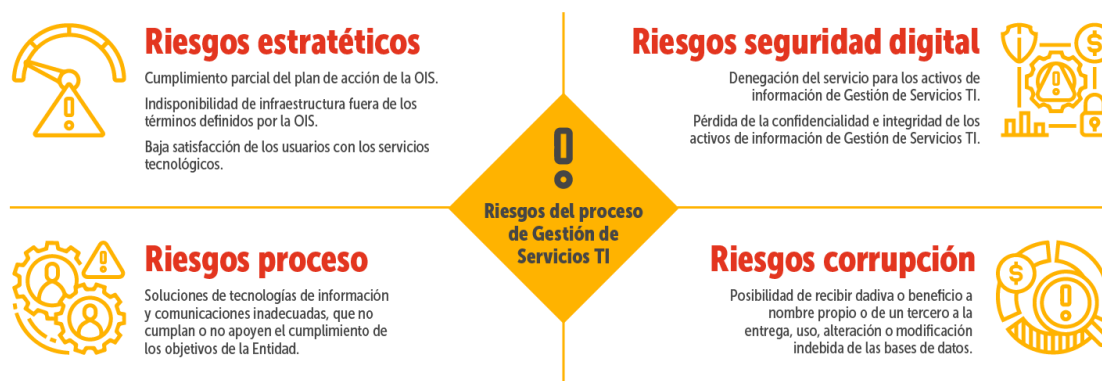 Riesgos estratéticos
Cumplimiento parcial del plan de acción de la OIS.
Indisponibilidad de infraestructura fuera de los
términos definidos por la OIS.
Baja satisfacción de los usuarios con los servicios
tecnológicos.
Riesgos seguridad digital
Denegación del servicio para los activos de
información de Gestión de Servicios TI.
Pérdida de la confidencialidad e integridad de los
activos de información de Gestión de Servicios TI.
Riesgos del proceso
de Gestión de
Servicios TI
Riesgos proceso
Soluciones de tecnologías de información
y comunicaciones inadecuadas, que no
cumplan o no apoyen el cumplimiento de
los objetivos de la Entidad.
Riesgos corrupción
Posibilidad de recibir dadiva o beneficio a
nombre propio o de un tercero a la
entrega, uso, alteración o modificación
indebida de las bases de datos.